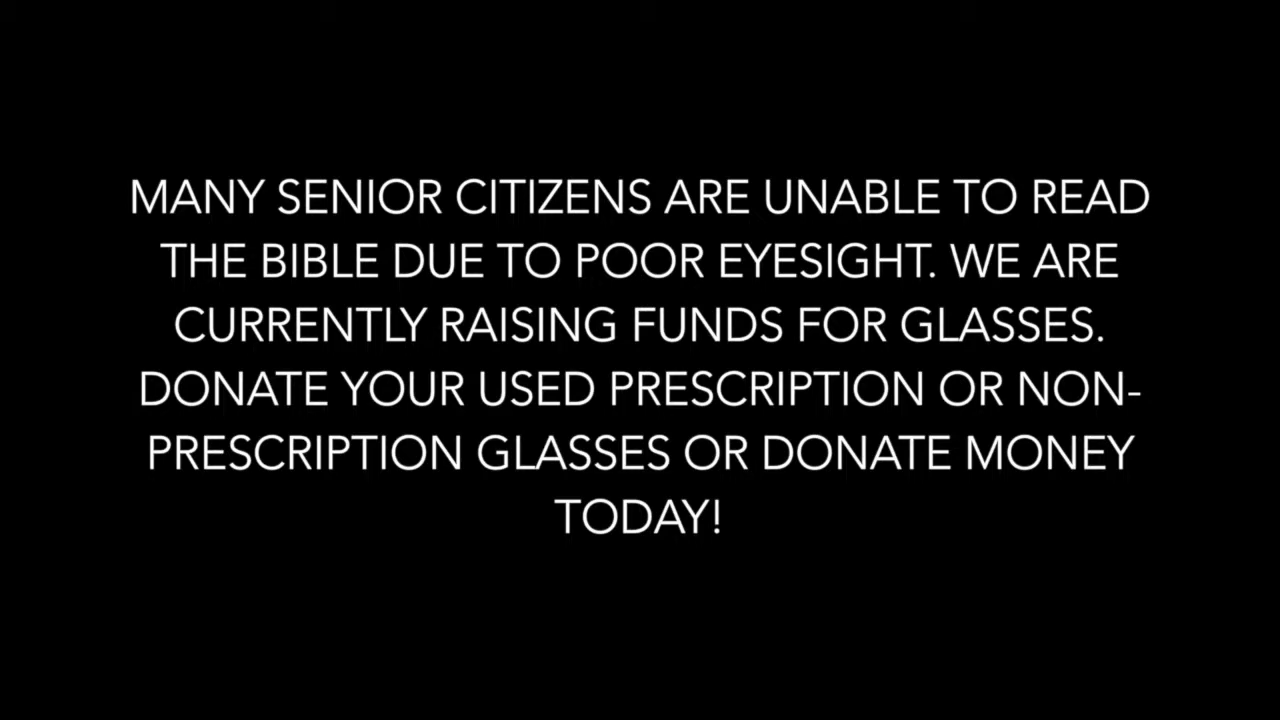 MANY SENIOR CITIZENS ARE UNABLE TO READ
THE BIBLE DUE TO POOR EYESIGHT. WE ARE
CURRENTLY RAISING FUNDS FOR GLASSES.
DONATE YOUR USED PRESCRIPTION OR NON-
PRESCRIPTION GLASSES OR DONATE MONEY
TODAY!